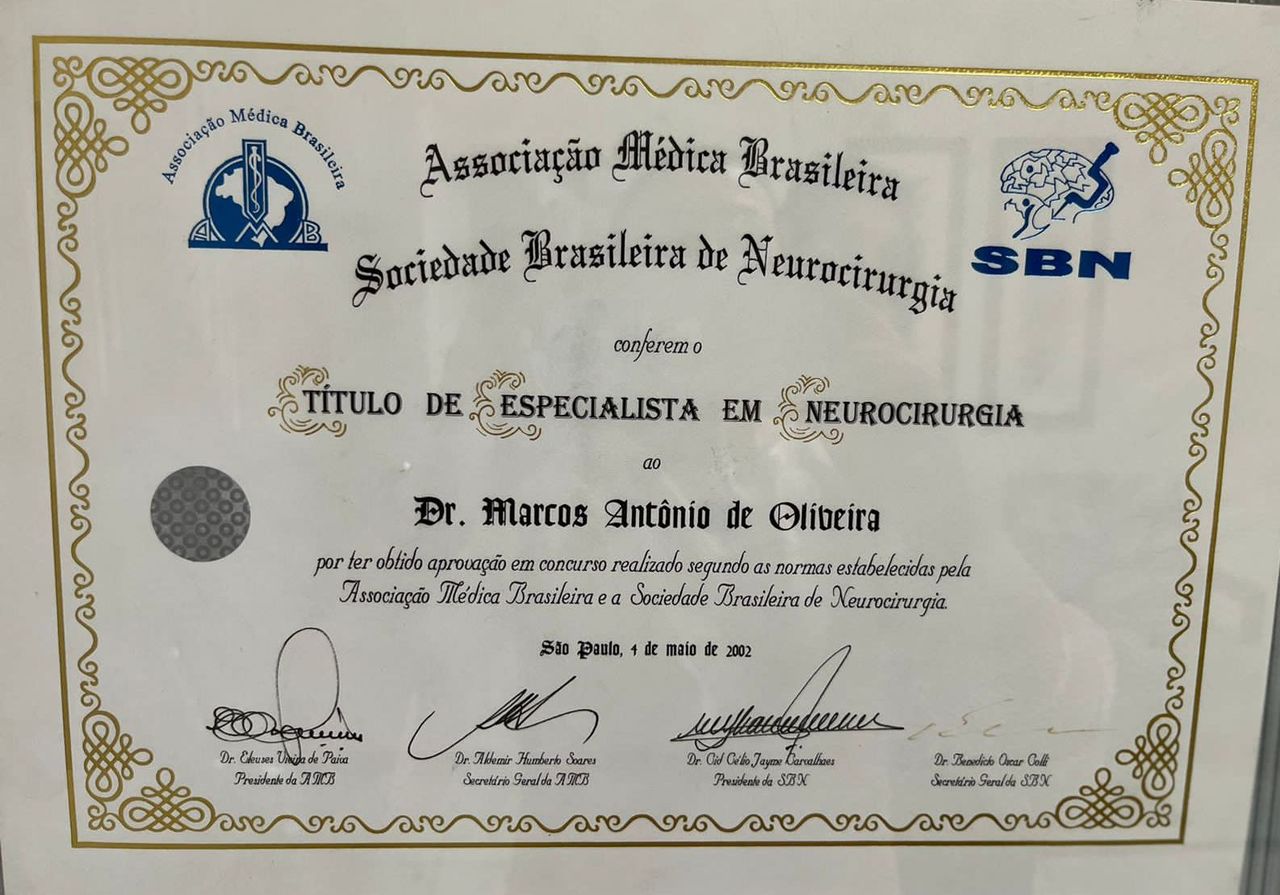 Associação Médica Brasileira
AMB
Associação Médica Brasileira
SBN
Sociedade Brasileira de Neurocirurgia
conferem o
TÍTULO DE ESPECIALISTA EM NEUROCIRURGIA
ao
Dr. Marcos Antônio de Oliveira
por ter obtido aprovação em concurso realizado segundo as normas estabelecidas pela
Associação Médica Brasileira e a Sociedade Brasileira de Neurocirurgia.
São Paulo, 4 de maio de 2002
Dr. Eleuses Vieira de Paiva
Presidente da AMB
Dr. Aldemir Humberto Soares
Secretário Geral da AMB
Dr. Cid Célio Jayme Carvalhaes
Presidente da SBN
Dr. Benedicto Oscar Colli
Secretário Geral da SBN